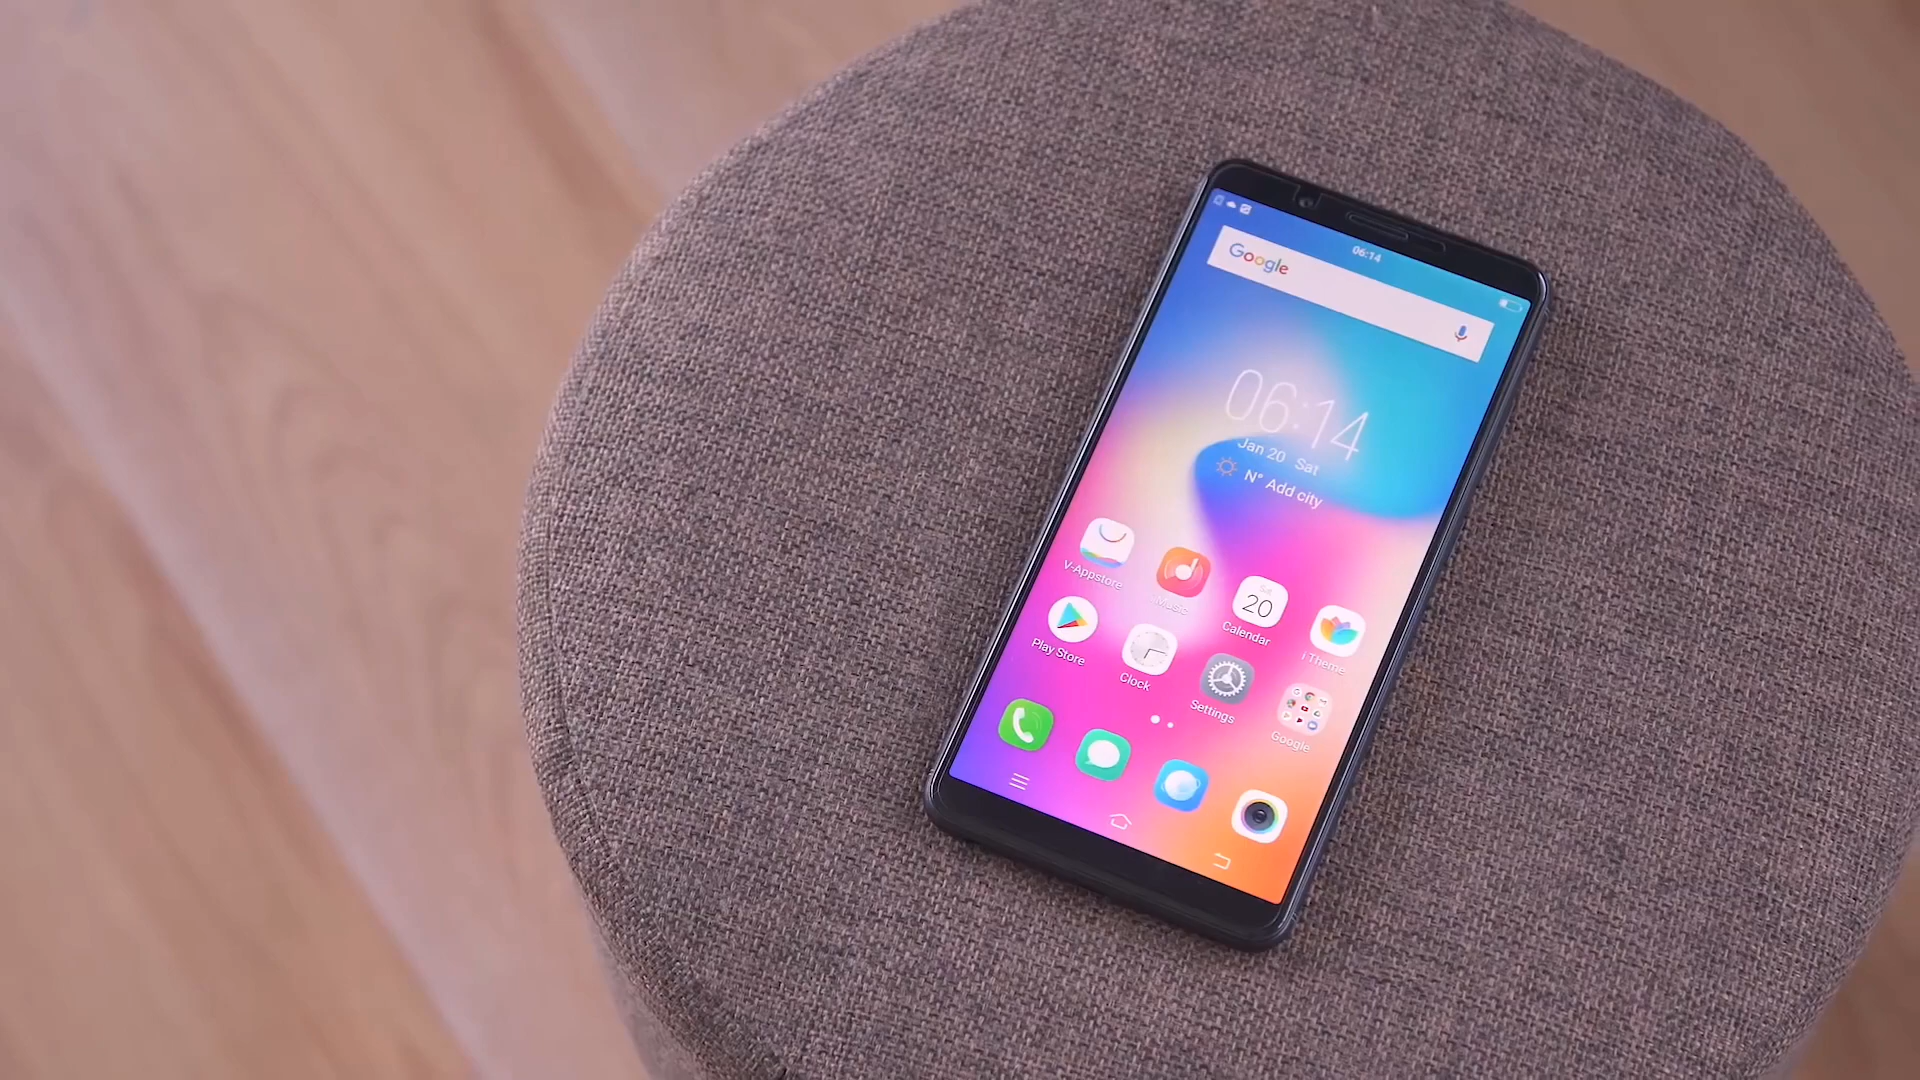 06:14
Google
06:14
Jan 20 Sat
N° Add city
V-Appstore
i Music
20
Calendar
i Theme
Play Store
Clock
Settings
Google